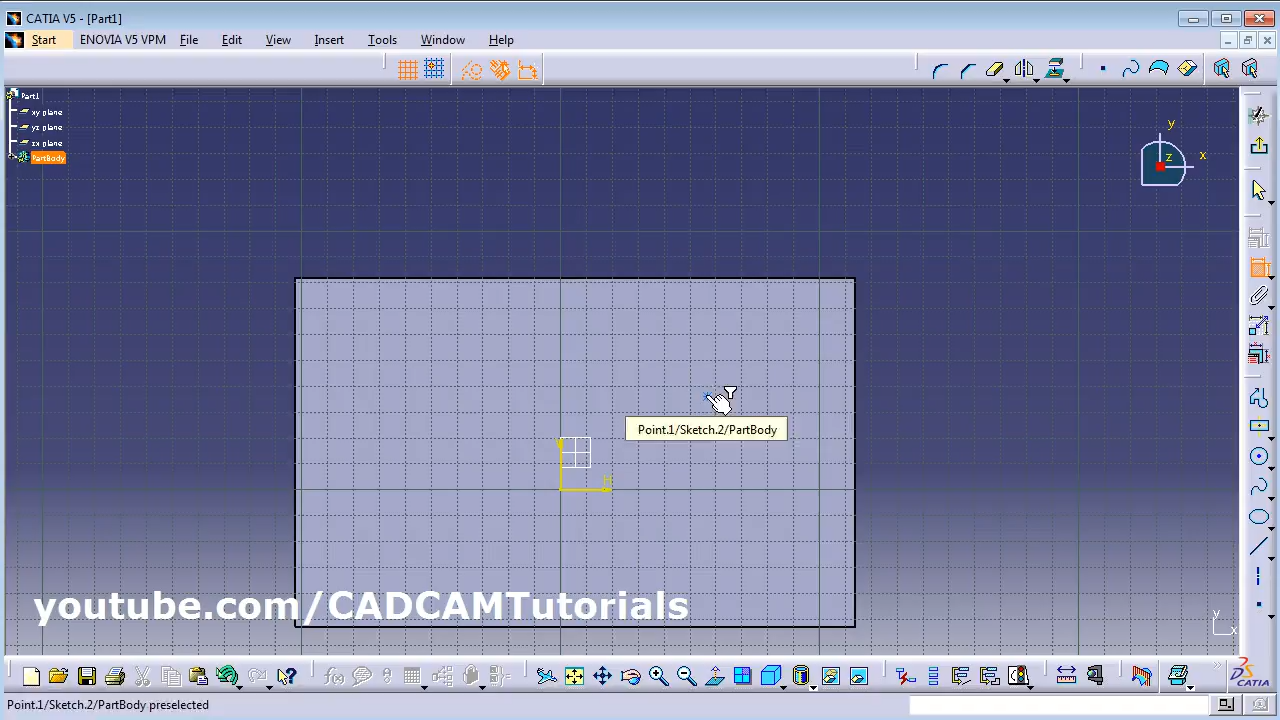 CATIA V5 - [Part1]
Start ENOVIA V5 VPM File Edit View Insert Tools Window Help
Part1
xy plane
yz plane
zx plane
PartBody
y
x
z
Point.1/Sketch.2/PartBody
H
youtube.com/CADCAMTutorials
y
x
f(x)
CATIA
Point.1/Sketch.2/PartBody preselected